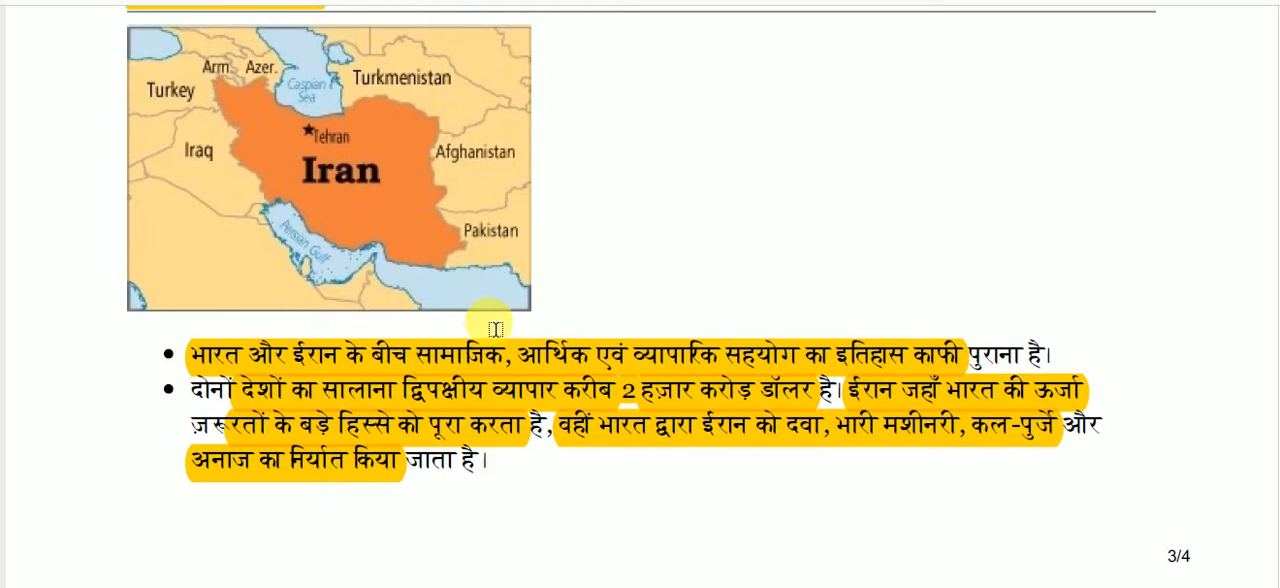 Arm. Azer.
Caspian
Sea
Turkmenistan
Turkey
Tehran
Iraq
Afghanistan
Iran
Persian Gulf
Pakistan
• भारत और ईरान के बीच सामाजिक, आर्थिक एवं व्यापारिक सहयोग का इतिहास काफी पुराना है।
• दोनों देशों का सालाना द्विपक्षीय व्यापार करीब 2 हज़ार करोड़ डॉलर है। ईरान जहाँ भारत की ऊर्जा
ज़रूरतों के बड़े हिस्से को पूरा करता है, वहीं भारत द्वारा ईरान को दवा, भारी मशीनरी, कल-पुर्जे और
अनाज का निर्यात किया जाता है।
3/4